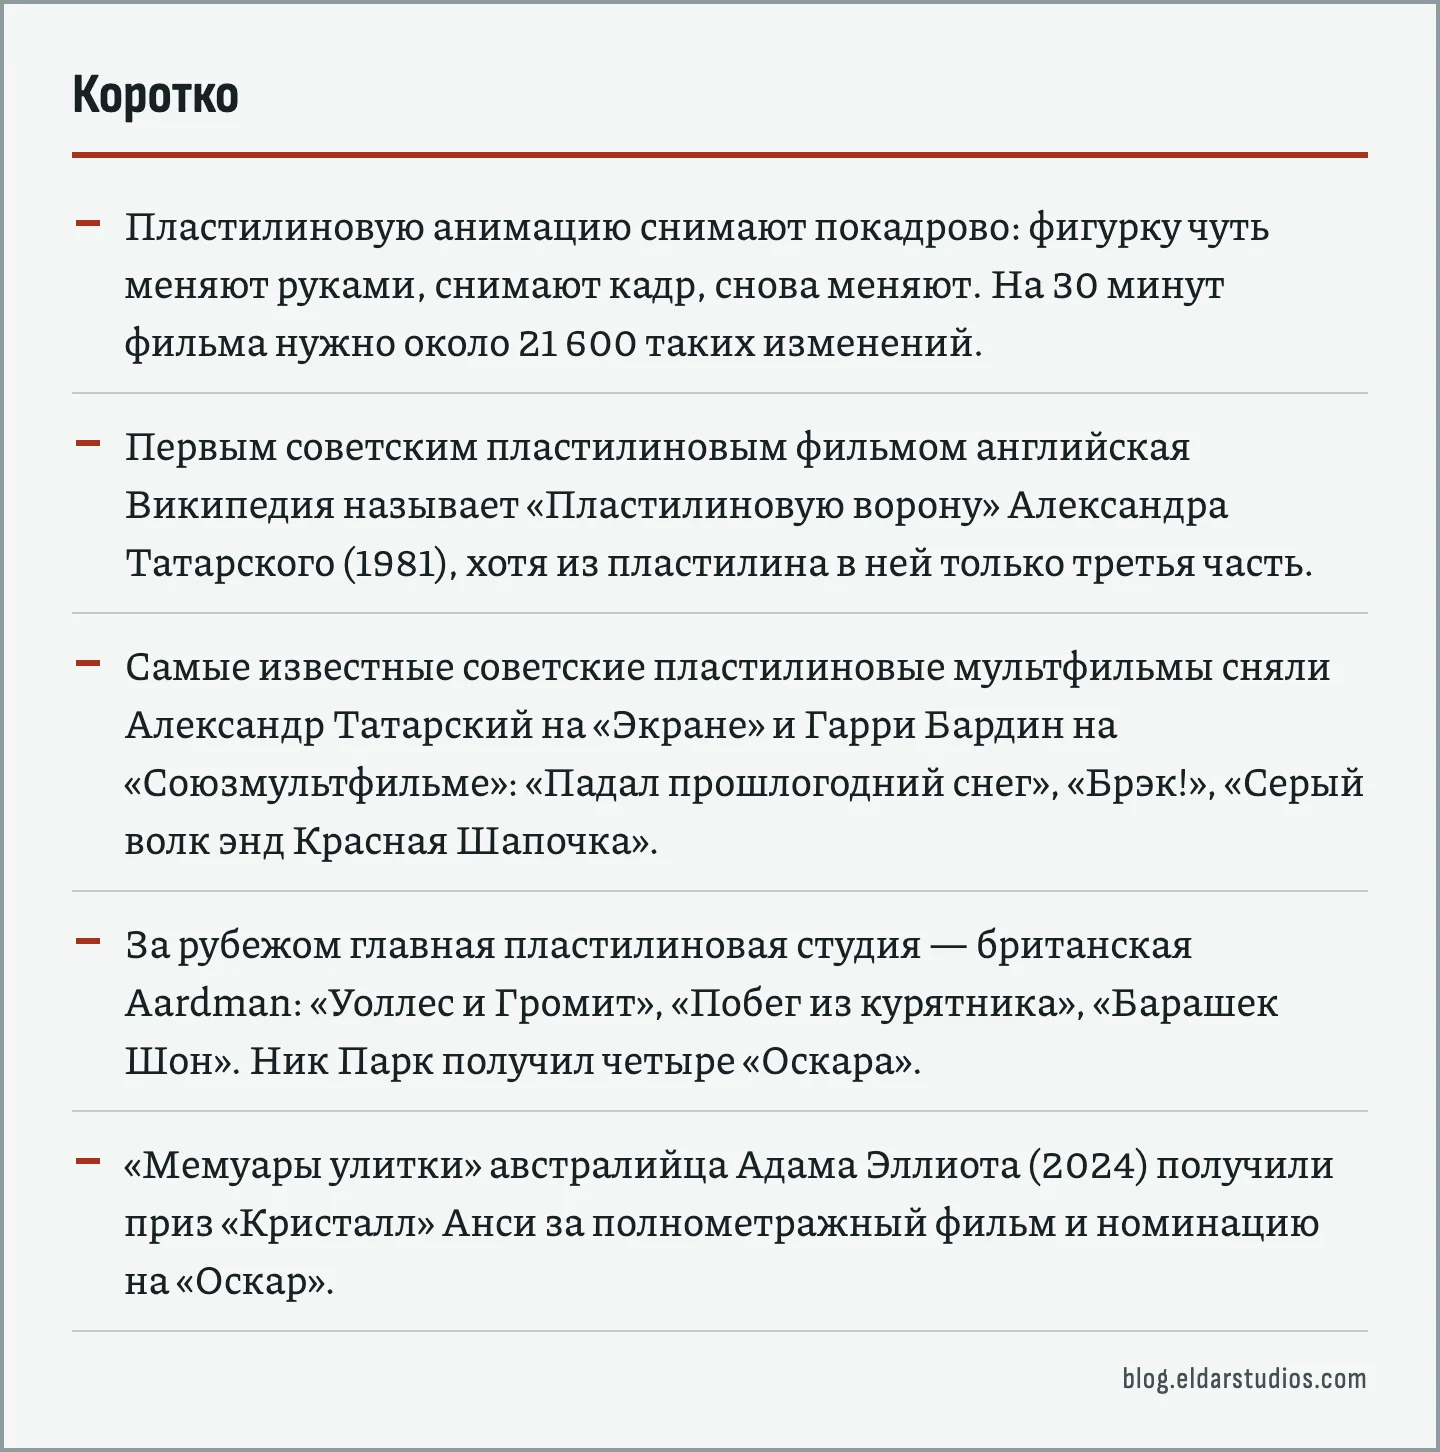 Коротко
Пластилиновую анимацию снимают покадрово: фигурку чуть
меняют руками, снимают кадр, снова меняют. На 30 минут
фильма нужно около 21 600 таких изменений.
Первым советским пластилиновым фильмом английская
Википедия называет «Пластилиновую ворону» Александра
Татарского (1981), хотя из пластилина в ней только третья часть.
Самые известные советские пластилиновые мультфильмы сняли
Александр Татарский на «Экране» и Гарри Бардин на
«Союзмультфильме»: «Падал прошлогодний снег», «Брэк!», «Серый
волк энд Красная Шапочка».
За рубежом главная пластилиновая студия — британская
Aardman: «Уоллес и Громит», «Побег из курятника», «Барашек
Шон». Ник Парк получил четыре «Оскара».
«Мемуары улитки» австралийца Адама Эллиота (2024) получили
приз «Кристалл» Анси за полнометражный фильм и номинацию
на «Оскар».
blog.eldarstudios.com